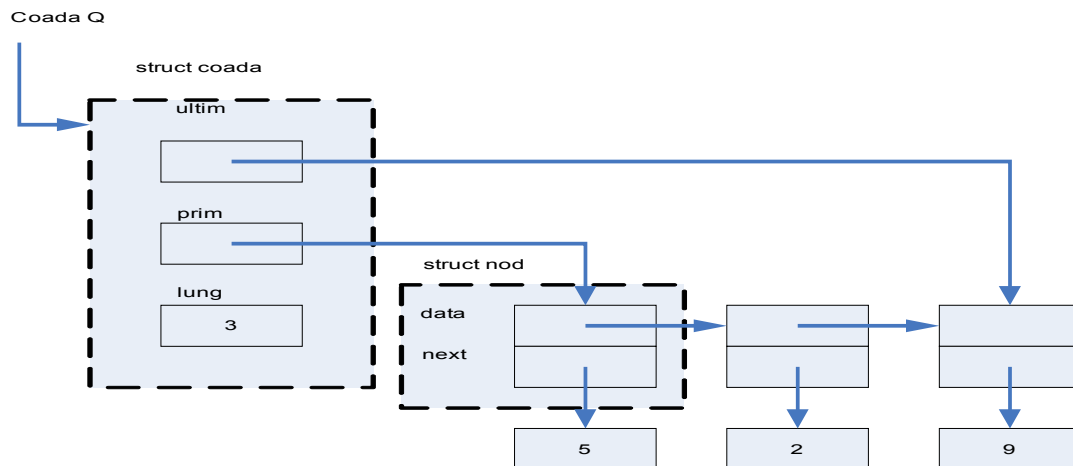 Coada Q
struct coada
ultim
prim
struct nod
lung
3
data
next
5
2
9